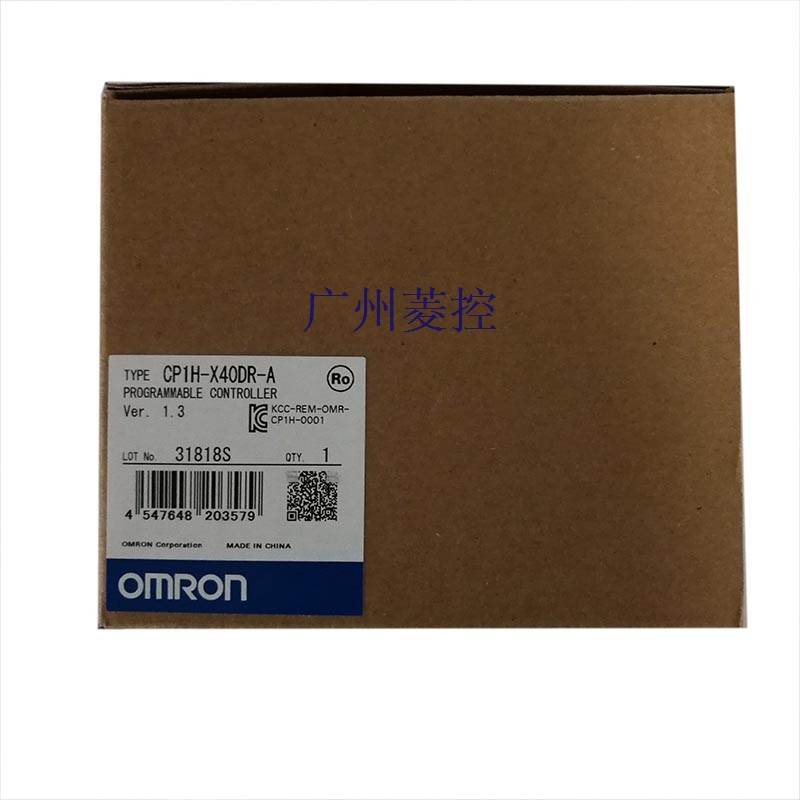 广州菱控
TYPE CP1H-X40DR-A
Ro
PROGRAMMABLE CONTROLLER
Ver. 1.3
KCC-REM-OMR-
CP1H-0001
LOT No. 31818S QTY. 1
4 547648 203579
OMRON Corporation MADE IN CHINA
OMRON